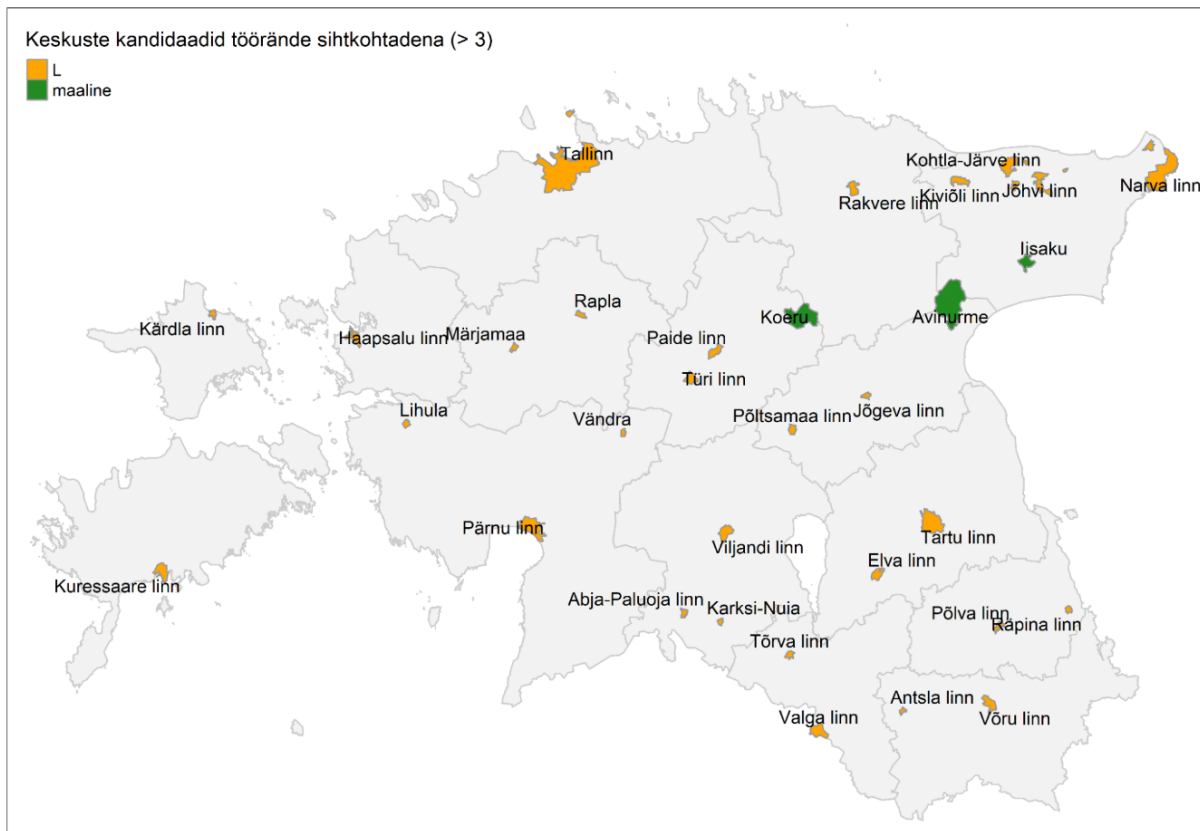 Keskuste kandidaadid töörände sihtkohtadena (> 3)
L
maaline
Tallinn
Kohtla-Järve linn
Narva linn
Rakvere linn
Kiviõli linn
Jõhvi linn
Iisaku
Avinurme
Koeru
Rapla
Kärdla linn
Haapsalu linn
Märjamaa
Paide linn
Türi linn
Lihula
Vändra
Põltsamaa linn
Jõgeva linn
Pärnu linn
Viljandi linn
Tartu linn
Elva linn
Kuressaare linn
Abja-Paluoja linn
Karksi-Nuia
Põlva linn
Räpina linn
Tõrva linn
Antsla linn
Valga linn
Võru linn